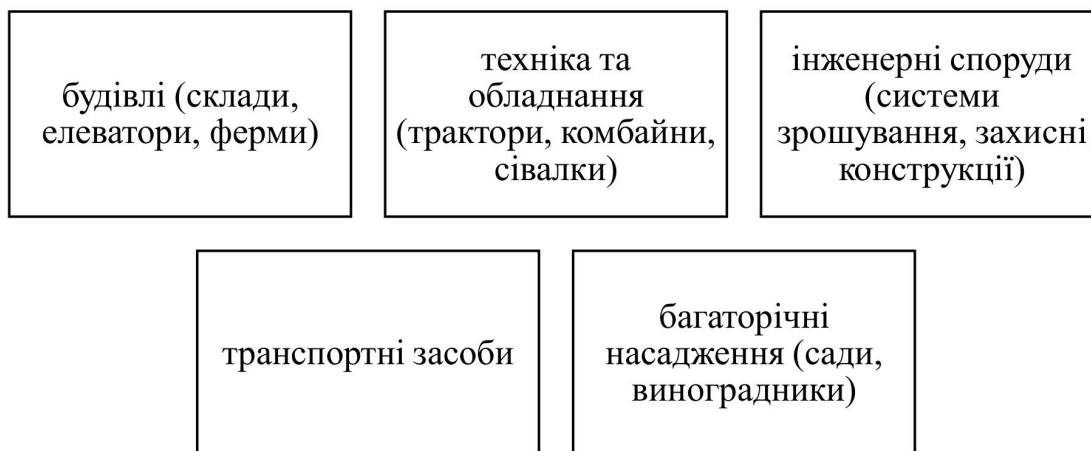 будівлі (склади,
елеватори, ферми)
техніка та
обладнання
(трактори, комбайни,
сівалки)
інженерні споруди
(системи
зрошування, захисні
конструкції)
транспортні засоби
багаторічні
насадження (сади,
виноградники)